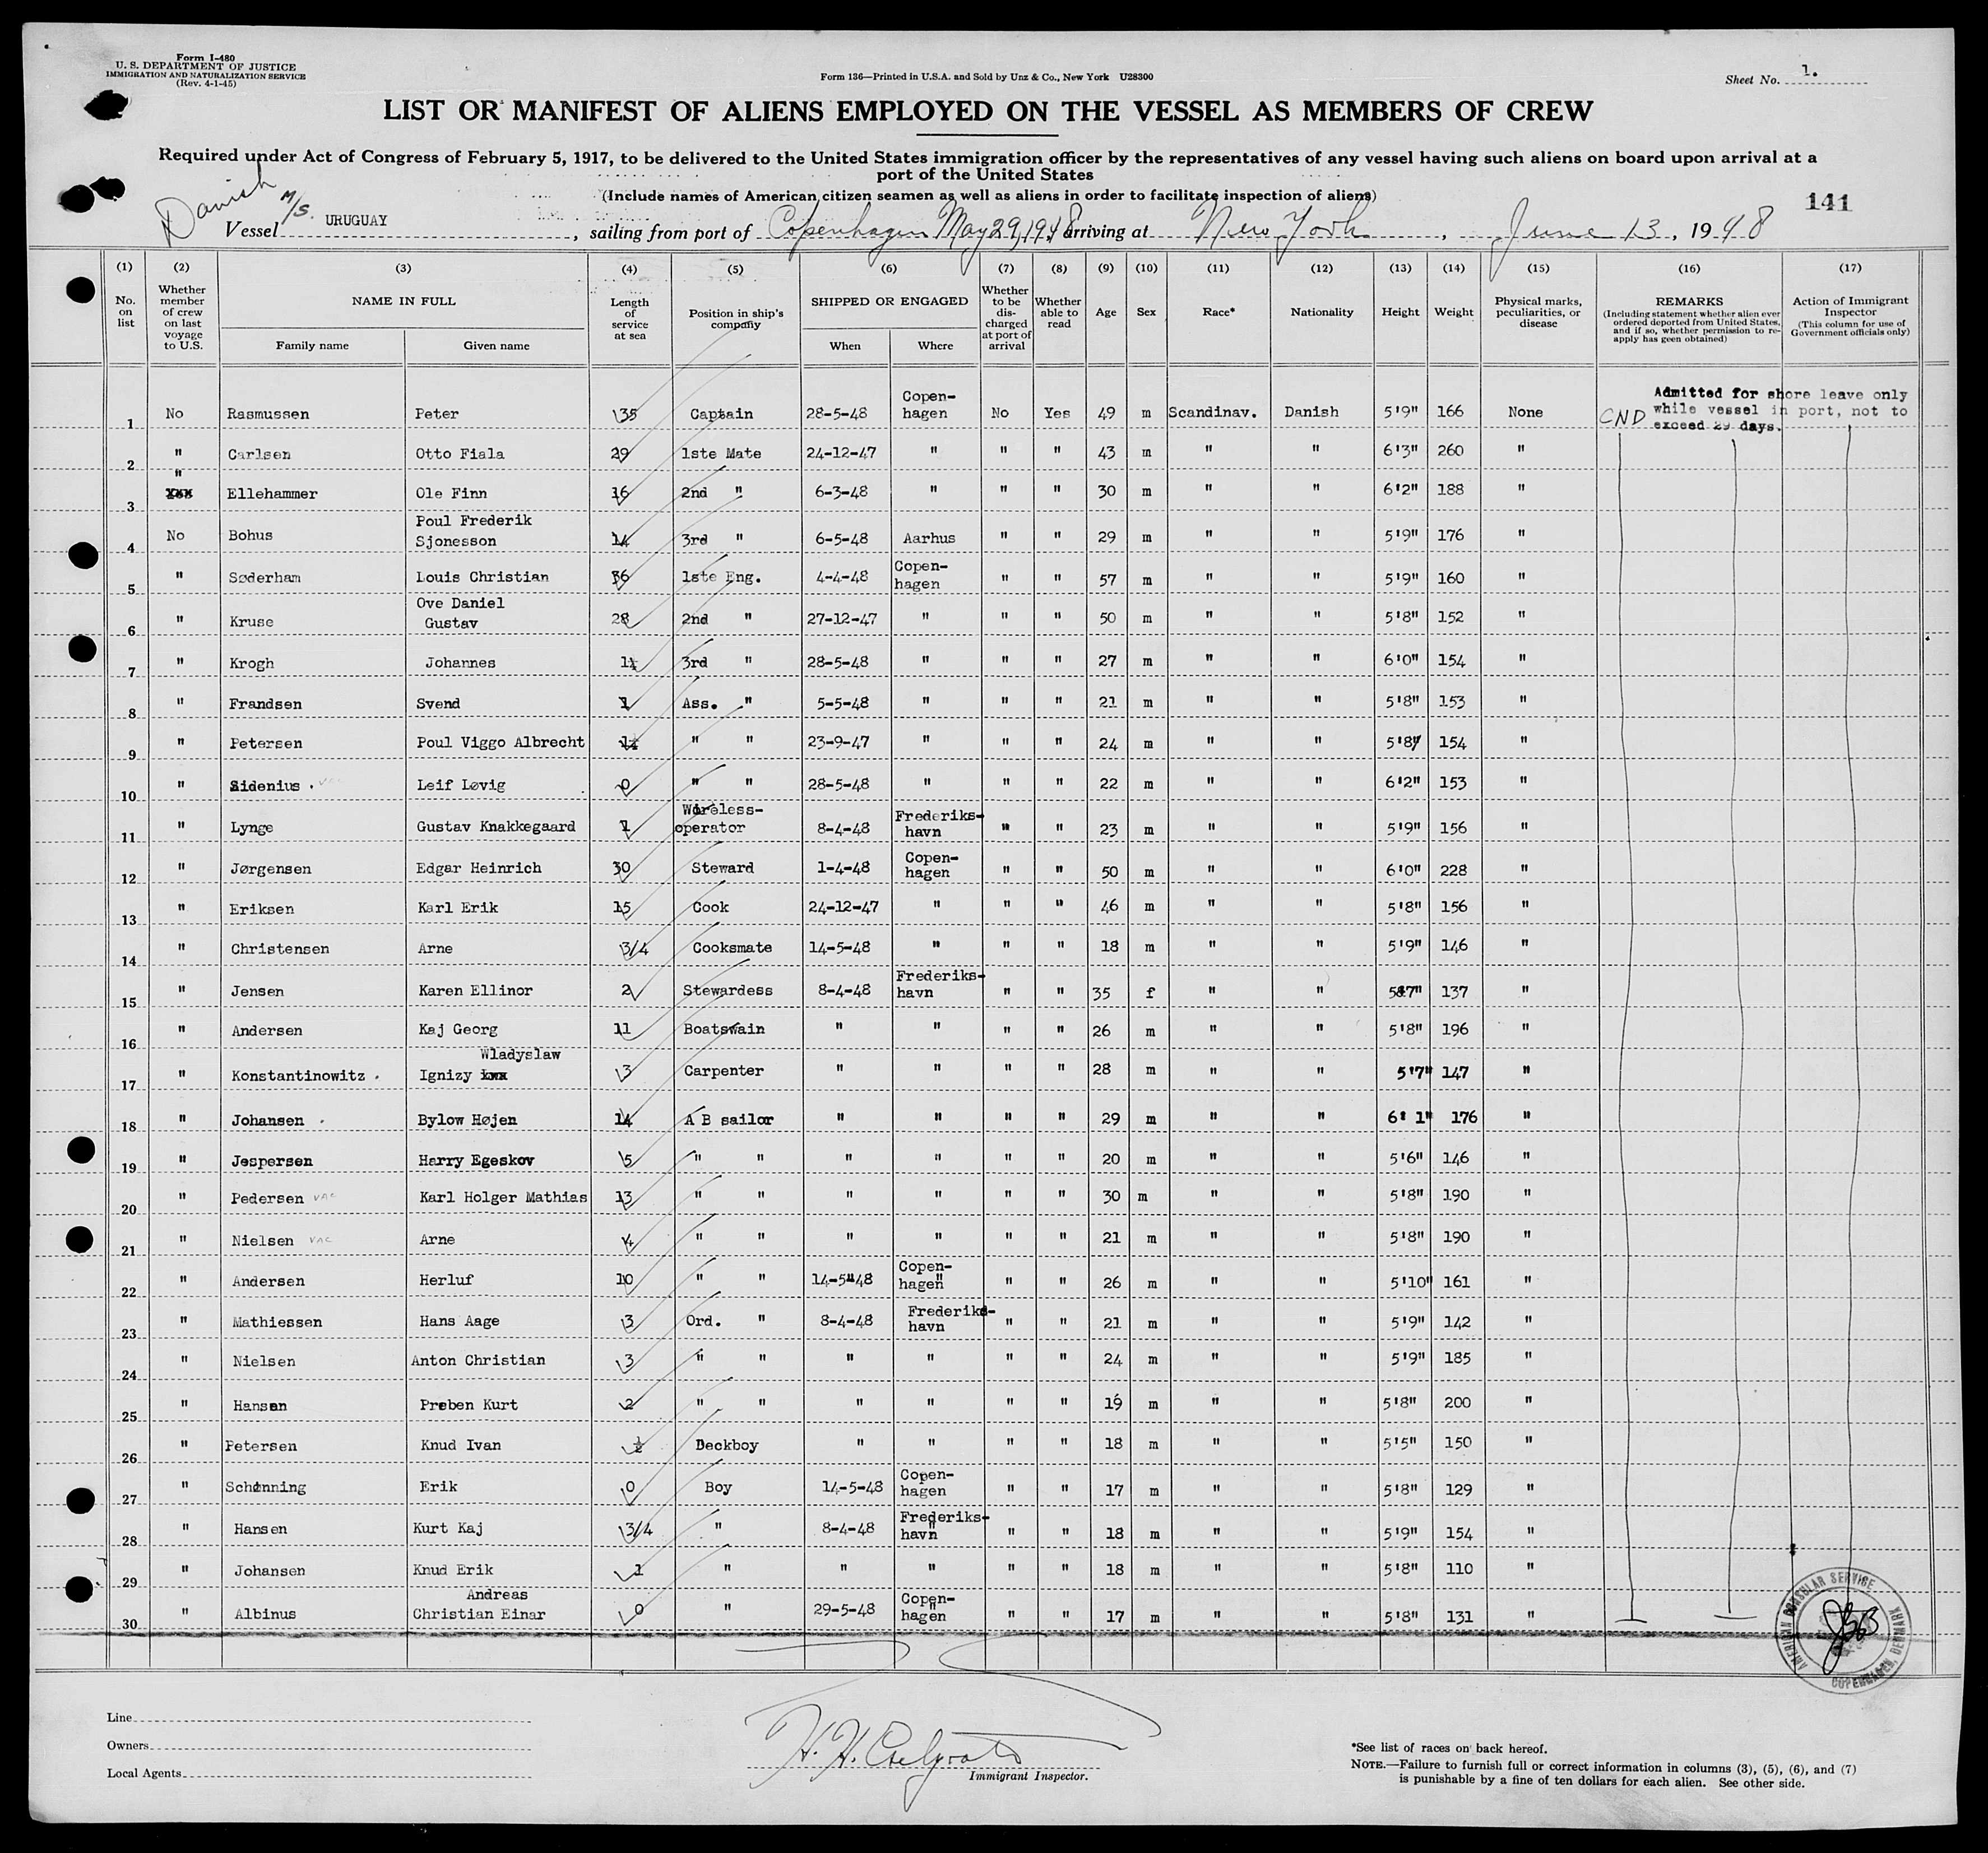 Form I-480
U. S. DEPARTMENT OF JUSTICE
IMMIGRATION AND NATURALIZATION SERVICE
(Rev. 4-1-45)
Form 136—Printed in U.S.A. and Sold by Unz & Co., New York U28300
Sheet No. 1.
LIST OR MANIFEST OF ALIENS EMPLOYED ON THE VESSEL AS MEMBERS OF CREW
Required under Act of Congress of February 5, 1917, to be delivered to the United States immigration officer by the representatives of any vessel having such aliens on board upon arrival at a
port of the United States
(Include names of American citizen seamen as well as aliens in order to facilitate inspection of aliens)
141
Danish M/S.
Vessel URUGUAY, sailing from port of Copenhagen May 29, 1948, arriving at New York, June 13, 1948
(1) (2) (3) (4) (5) (6) (7) (8) (9) (10) (11) (12) (13) (14) (15) (16) (17)
No. on list
Whether member of crew on last voyage to U.S.
NAME IN FULL
Family name Given name
Length of service at sea
Position in ship's company
SHIPPED OR ENGAGED
When Where
Whether to be discharged at port of arrival
Whether able to read
Age
Sex
Race*
Nationality
Height
Weight
Physical marks, peculiarities, or disease
REMARKS
(Including statement whether alien ever ordered deported from United States, and if so, whether permission to re-apply has geen obtained)
Action of Immigrant Inspector
(This column for use of Government officials only)
1 No Rasmussen Peter 35 Captain 28-5-48 Copen-hagen No Yes 49 m Scandinav. Danish 5'9" 166 None CND Admitted for shore leave only while vessel in port, not to exceed 29 days.
2 " Carlsen Otto Fiala 29 1ste Mate 24-12-47 " " " 43 m " " 6'3" 260 "
3 " xxx Ellehammer Ole Finn 16 2nd " 6-3-48 " " " 30 m " " 6'2" 188 "
4 No Bohus Poul Frederik Sjonesson 14 3rd " 6-5-48 Aarhus " " 29 m " " 5'9" 176 "
5 " Søderham Louis Christian 36 1ste Eng. 4-4-48 Copen-hagen " " 57 m " " 5'9" 160 "
6 " Kruse Ove Daniel Gustav 28 2nd " 27-12-47 " " " 50 m " " 5'8" 152 "
7 " Krogh Johannes 3rd " 28-5-48 " " " 27 m " " 6'0" 154 "
8 " Frandsen Svend 1 Ass. " 5-5-48 " " " 21 m " " 5'8" 153 "
9 " Petersen Poul Viggo Albrecht " " 23-9-47 " " " 24 m " " 5'8" 154 "
10 " Sidenius Leif Løvig 0 " " 28-5-48 " " " 22 m " " 6'2" 153 "
11 " Lynge Gustav Knakkegaard 1 Wireless-operator 8-4-48 Frederiks-havn " " 23 m " " 5'9" 156 "
12 " Jørgensen Edgar Heinrich 30 Steward 1-4-48 Copen-hagen " " 50 m " " 6'0" 228 "
13 " Eriksen Karl Erik 15 Cook 24-12-47 " " " 46 m " " 5'8" 156 "
14 " Christensen Arne 3/4 Cooksmate 14-5-48 " " " 18 m " " 5'9" 146 "
15 " Jensen Karen Ellinor 2 Stewardess 8-4-48 Frederiks-havn " " 35 f " " 5'7" 137 "
16 " Andersen Kaj Georg 11 Boatswain " " " " 26 m " " 5'8" 196 "
17 " Konstantinowitz Ignizy xxx Wladyslaw 3 Carpenter " " " " 28 m " " 5'7" 147 "
18 " Johansen Bylow Højen 14 A B sailor " " " " 29 m " " 6' 1" 176 "
19 " Jespersen Harry Egeskov 5 " " " " " " 20 m " " 5'6" 146 "
20 " Pedersen VAC Karl Holger Mathias 13 " " " " " " 30 m " " 5'8" 190 "
21 " Nielsen VAC Arne 4 " " " " " " 21 m " " 5'8" 190 "
22 " Andersen Herluf 10 " " 14-5-48 Copen-hagen " " 26 m " " 5'10" 161 "
23 " Mathiessen Hans Aage 3 Ord. " 8-4-48 Frederiks-havn " " 21 m " " 5'9" 142 "
24 " Nielsen Anton Christian 3 " " " " " " 24 m " " 5'9" 185 "
25 " Hansen Preben Kurt 2 " " " " " " 19 m " " 5'8" 200 "
26 " Petersen Knud Ivan ½ Deckboy " " " " 18 m " " 5'5" 150 "
27 " Schønning Erik 0 Boy 14-5-48 Copen-hagen " " 17 m " " 5'8" 129 "
28 " Hansen Kurt Kaj 3/4 " 8-4-48 Frederiks-havn " " 18 m " " 5'9" 154 "
29 " Johansen Knud Erik 1 " " " " " 18 m " " 5'8" 110 "
30 " Albinus Andreas Christian Einar 0 " 29-5-48 Copen-hagen " " 17 m " " 5'8" 131 "
AMERICAN CONSULAR SERVICE
COPENHAGEN, DENMARK
Line
Owners
Local Agents
H. H.
Immigrant Inspector.
*See list of races on back hereof.
NOTE.—Failure to furnish full or correct information in columns (3), (5), (6), and (7)
is punishable by a fine of ten dollars for each alien. See other side.